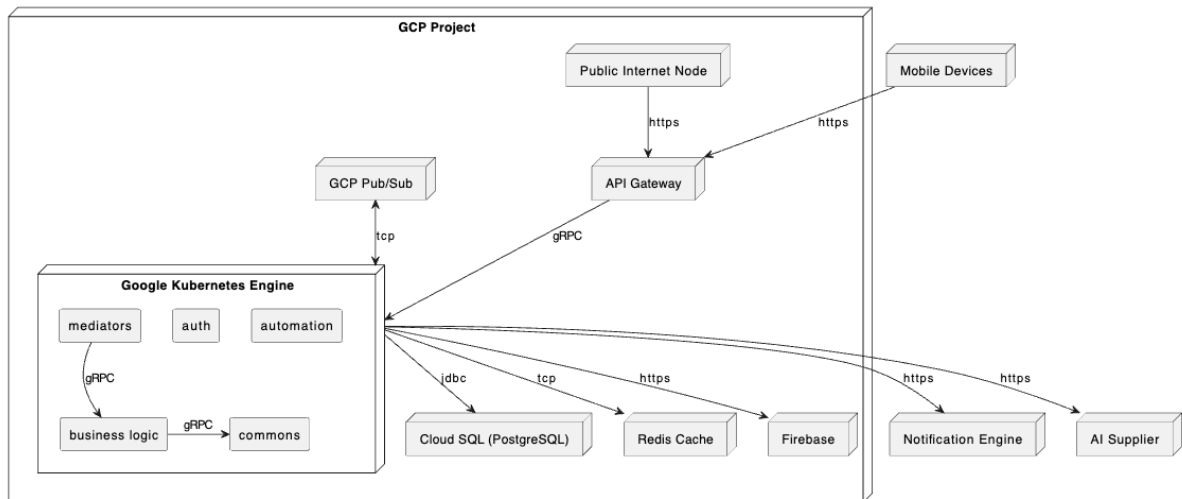 GCP Project
Public Internet Node
Mobile Devices
https
https
GCP Pub/Sub
API Gateway
tcp
gRPC
Google Kubernetes Engine
mediators
auth
automation
gRPC
jdbc
tcp
https
https
https
business logic
gRPC
commons
Cloud SQL (PostgreSQL)
Redis Cache
Firebase
Notification Engine
AI Supplier